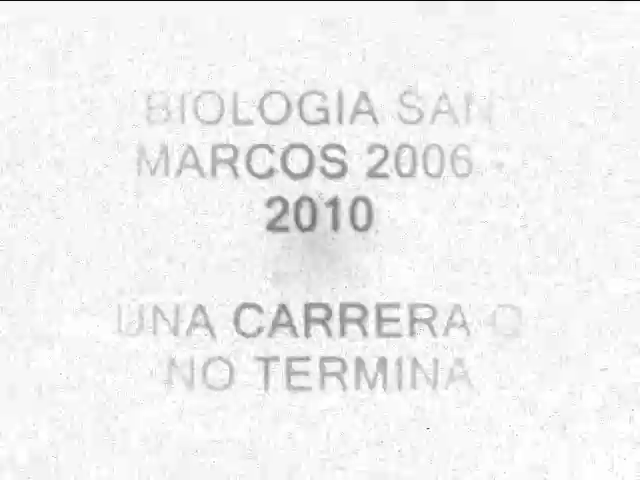 BIOLOGIA SAN
MARCOS 2006 -
2010
UNA CARRERA Q
NO TERMINA